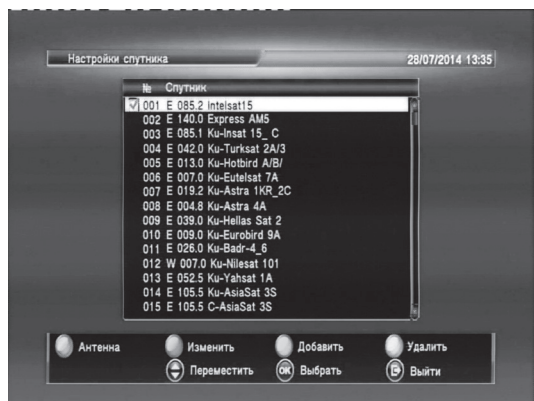 Настройки спутника 28/07/2014 13:35
№ Спутник
001 E 085.2 Intelsat15
002 E 140.0 Express AM5
003 E 085.1 Ku-Insat 15_ C
004 E 042.0 Ku-Turksat 2A/3
005 E 013.0 Ku-Hotbird A/B/
006 E 007.0 Ku-Eutelsat 7A
007 E 019.2 Ku-Astra 1KR_2C
008 E 004.8 Ku-Astra 4A
009 E 039.0 Ku-Hellas Sat 2
010 E 009.0 Ku-Eurobird 9A
011 E 026.0 Ku-Badr-4_6
012 W 007.0 Ku-Nilesat 101
013 E 052.5 Ku-Yahsat 1A
014 E 105.5 Ku-AsiaSat 3S
015 E 105.5 C-AsiaSat 3S
Антенна Изменить Добавить Удалить
Переместить OK Выбрать Выйти